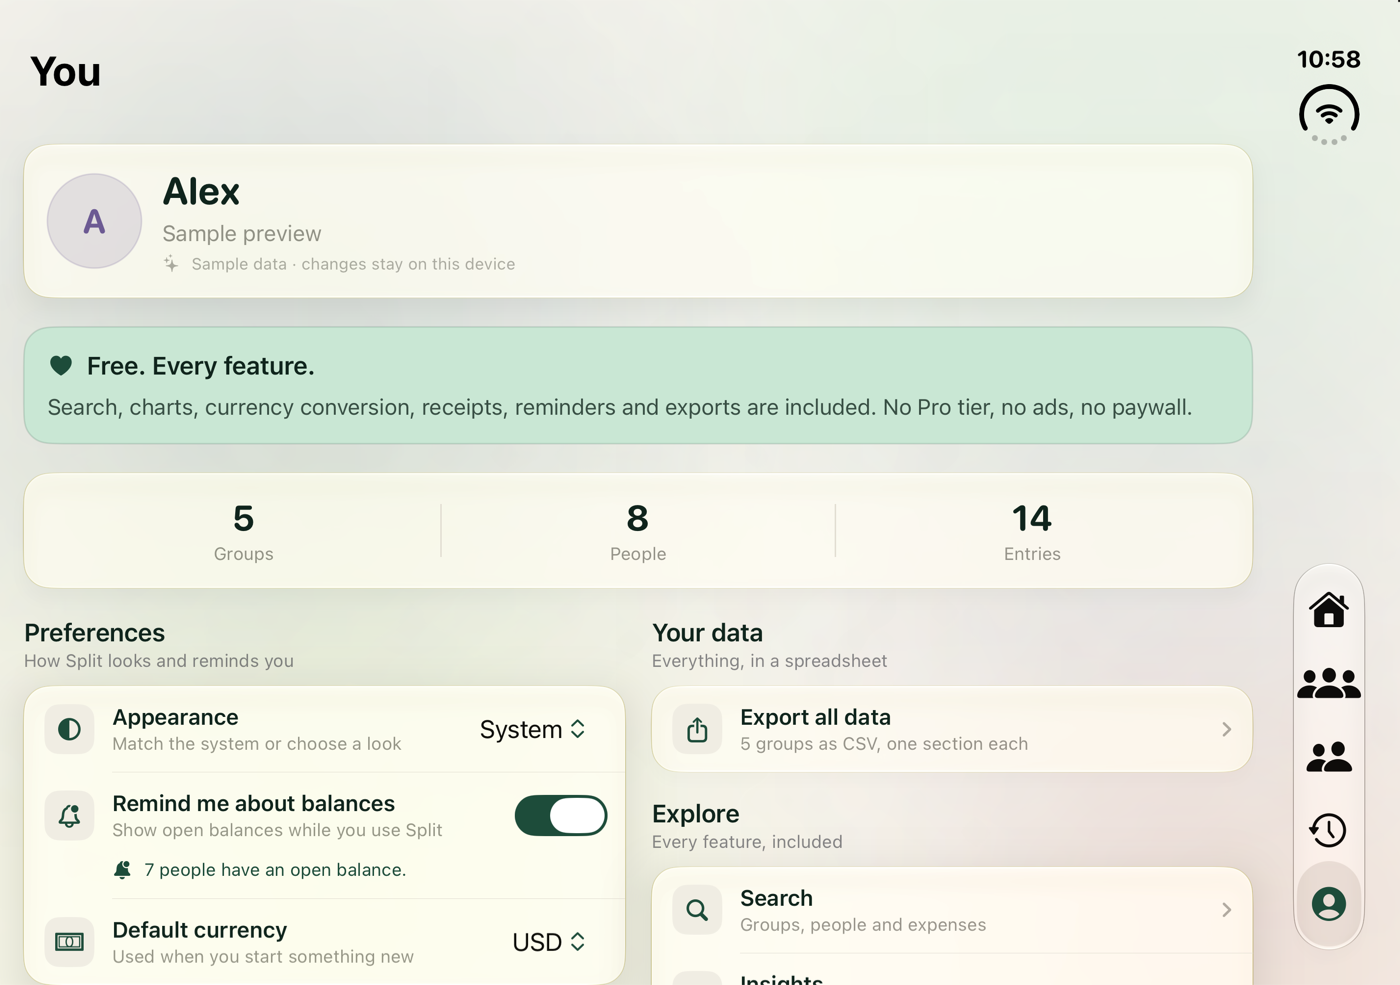 You
10:58
A
Alex
Sample preview
Sample data · changes stay on this device
Free. Every feature.
Search, charts, currency conversion, receipts, reminders and exports are included. No Pro tier, no ads, no paywall.
5
Groups
8
People
14
Entries
Preferences
How Split looks and reminds you
Appearance
Match the system or choose a look
System
Remind me about balances
Show open balances while you use Split
7 people have an open balance.
Default currency
Used when you start something new
USD
Your data
Everything, in a spreadsheet
Export all data
5 groups as CSV, one section each
Explore
Every feature, included
Search
Groups, people and expenses
Insights